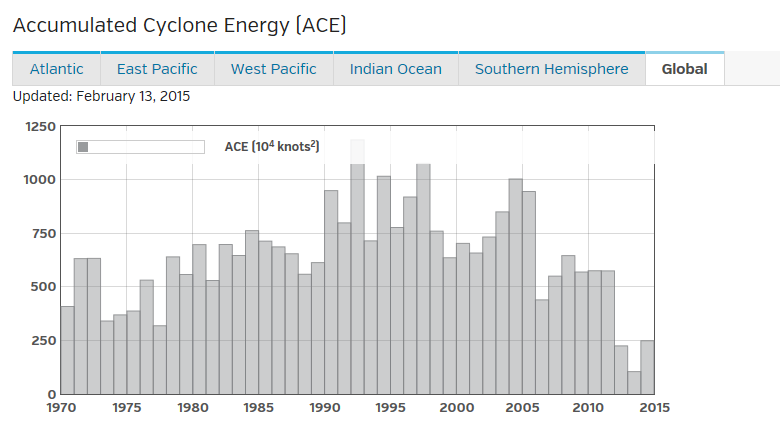 Accumulated Cyclone Energy (ACE)
Atlantic East Pacific West Pacific Indian Ocean Southern Hemisphere Global
Updated: February 13, 2015
ACE (10⁴ knots²)
1250
1000
750
500
250
0
1970 1975 1980 1985 1990 1995 2000 2005 2010 2015